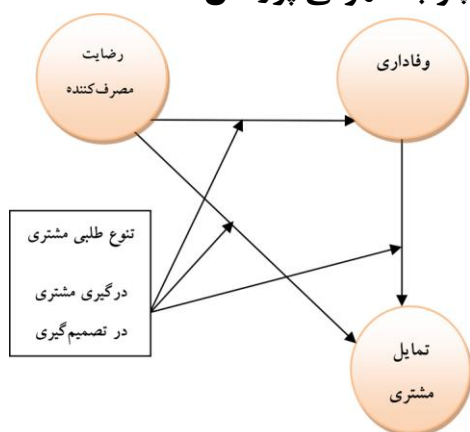 رضایت
مصرف‌کننده
وفاداری
تنوع طلبی مشتری
درگیری مشتری
در تصمیم‌گیری
تمایل
مشتری